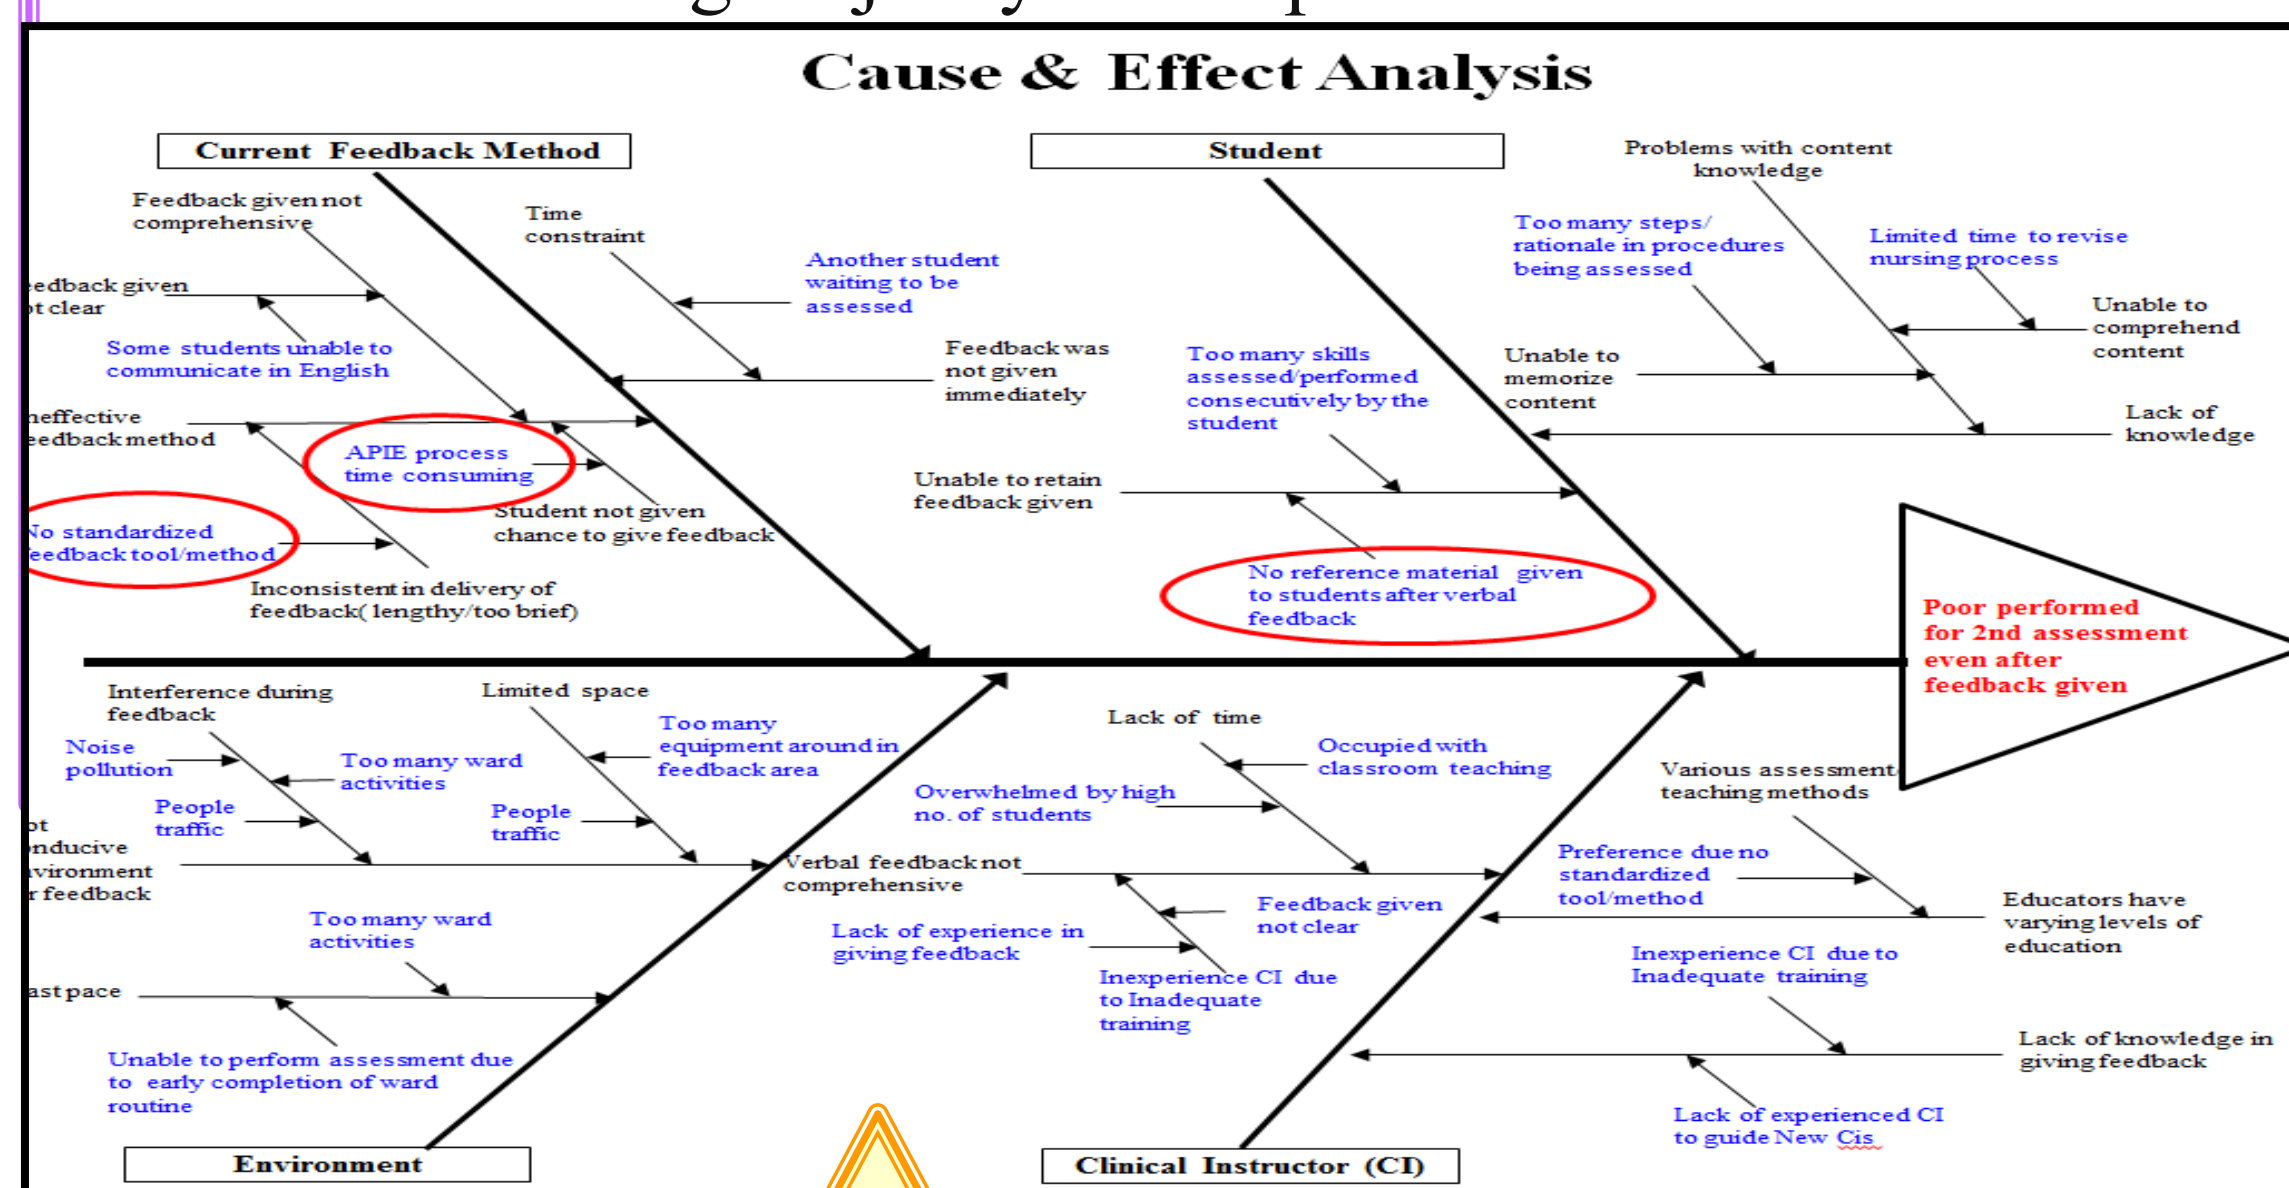 Cause & Effect Analysis
Current Feedback Method
Feedback given not
comprehensive
Time
constraint
Another student
waiting to be
assessed
edback given
t clear
Some students unable to
communicate in English
Feedback was
not given
immediately
neffective
eedback method
APIE process
time consuming
No standardized
eedback tool/method
Student not given
chance to give feedback
Inconsistent in delivery of
feedback( lengthy/too brief)
Student
Problems with content
knowledge
Too many steps/
rationale in procedures
being assessed
Limited time to revise
nursing process
Unable to
comprehend
content
Too many skills
assessed/performed
consecutively by the
student
Unable to
memorize
content
Lack of
knowledge
Unable to retain
feedback given
No reference material given
to students after verbal
feedback
Poor performed
for 2nd assessment
even after
feedback given
Interference during
feedback
Limited space
Noise
pollution
Too many ward
activities
People
traffic
Too many
equipment around in
feedback area
People
traffic
ot
nducive
vironment
r feedback
Too many ward
activities
ast pace
Unable to perform assessment due
to early completion of ward
routine
Environment
Lack of time
Occupied with
classroom teaching
Overwhelmed by high
no. of students
Verbal feedback not
comprehensive
Feedback given
not clear
Lack of experience in
giving feedback
Inexperience CI due
to Inadequate
training
Various assessment
teaching methods
Preference due no
standardized
tool/method
Educators have
varying levels of
education
Inexperience CI due to
Inadequate training
Lack of knowledge in
giving feedback
Lack of experienced CI
to guide New Cis
Clinical Instructor (CI)